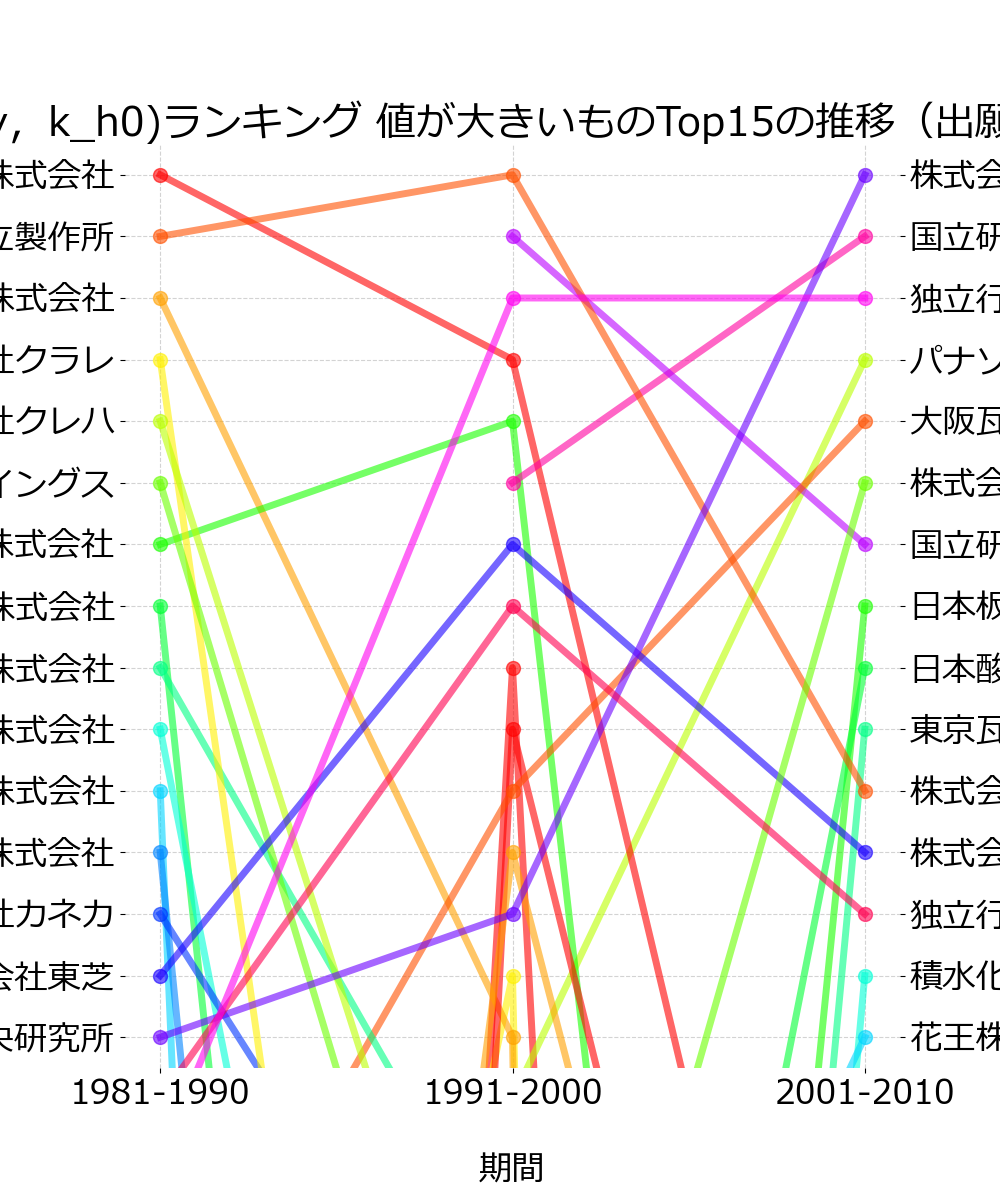 y, k_h0)ランキング 値が大きいものTop15の推移（出願
株式会社
立製作所
株式会社
社クラレ
社クレハ
イングス
株式会社
株式会社
株式会社
株式会社
株式会社
株式会社
社カネカ
会社東芝
央研究所
株式会
国立研
独立行
パナソ
大阪瓦
株式会
国立研
日本板
日本酸
東京瓦
株式会
株式会
独立行
積水化
花王株
1981-1990
1991-2000
2001-2010
期間